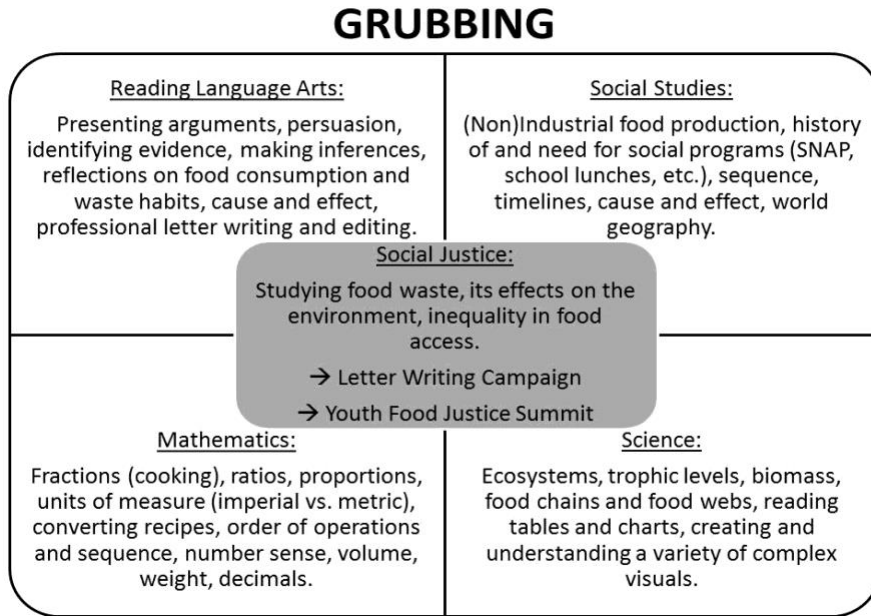 GRUBBING
Reading Language Arts:
Presenting arguments, persuasion,
identifying evidence, making inferences,
reflections on food consumption and
waste habits, cause and effect,
professional letter writing and editing.
Social Studies:
(Non)Industrial food production, history
of and need for social programs (SNAP,
school lunches, etc.), sequence,
timelines, cause and effect, world
geography.
Social Justice:
Studying food waste, its effects on the
environment, inequality in food
access.
→ Letter Writing Campaign
→ Youth Food Justice Summit
Mathematics:
Fractions (cooking), ratios, proportions,
units of measure (imperial vs. metric),
converting recipes, order of operations
and sequence, number sense, volume,
weight, decimals.
Science:
Ecosystems, trophic levels, biomass,
food chains and food webs, reading
tables and charts, creating and
understanding a variety of complex
visuals.